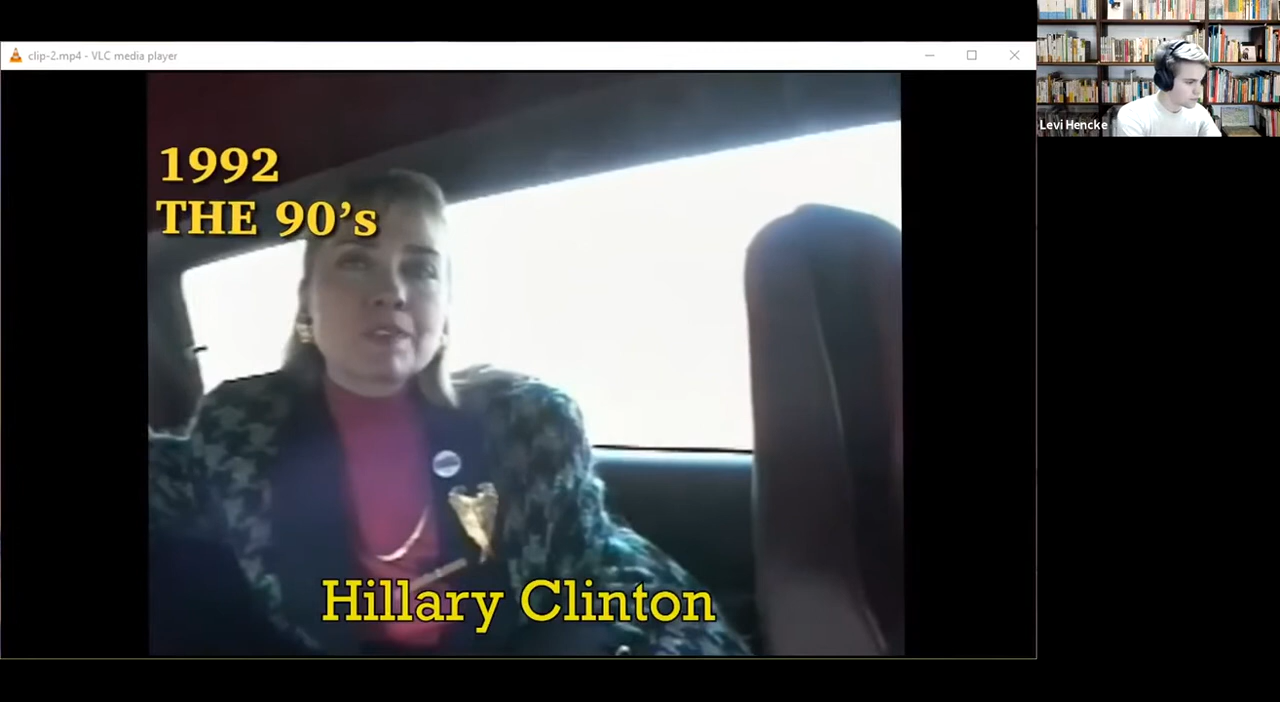 clip-2.mp4 - VLC media player
Levi Hencke
1992
THE 90’s
Hillary Clinton